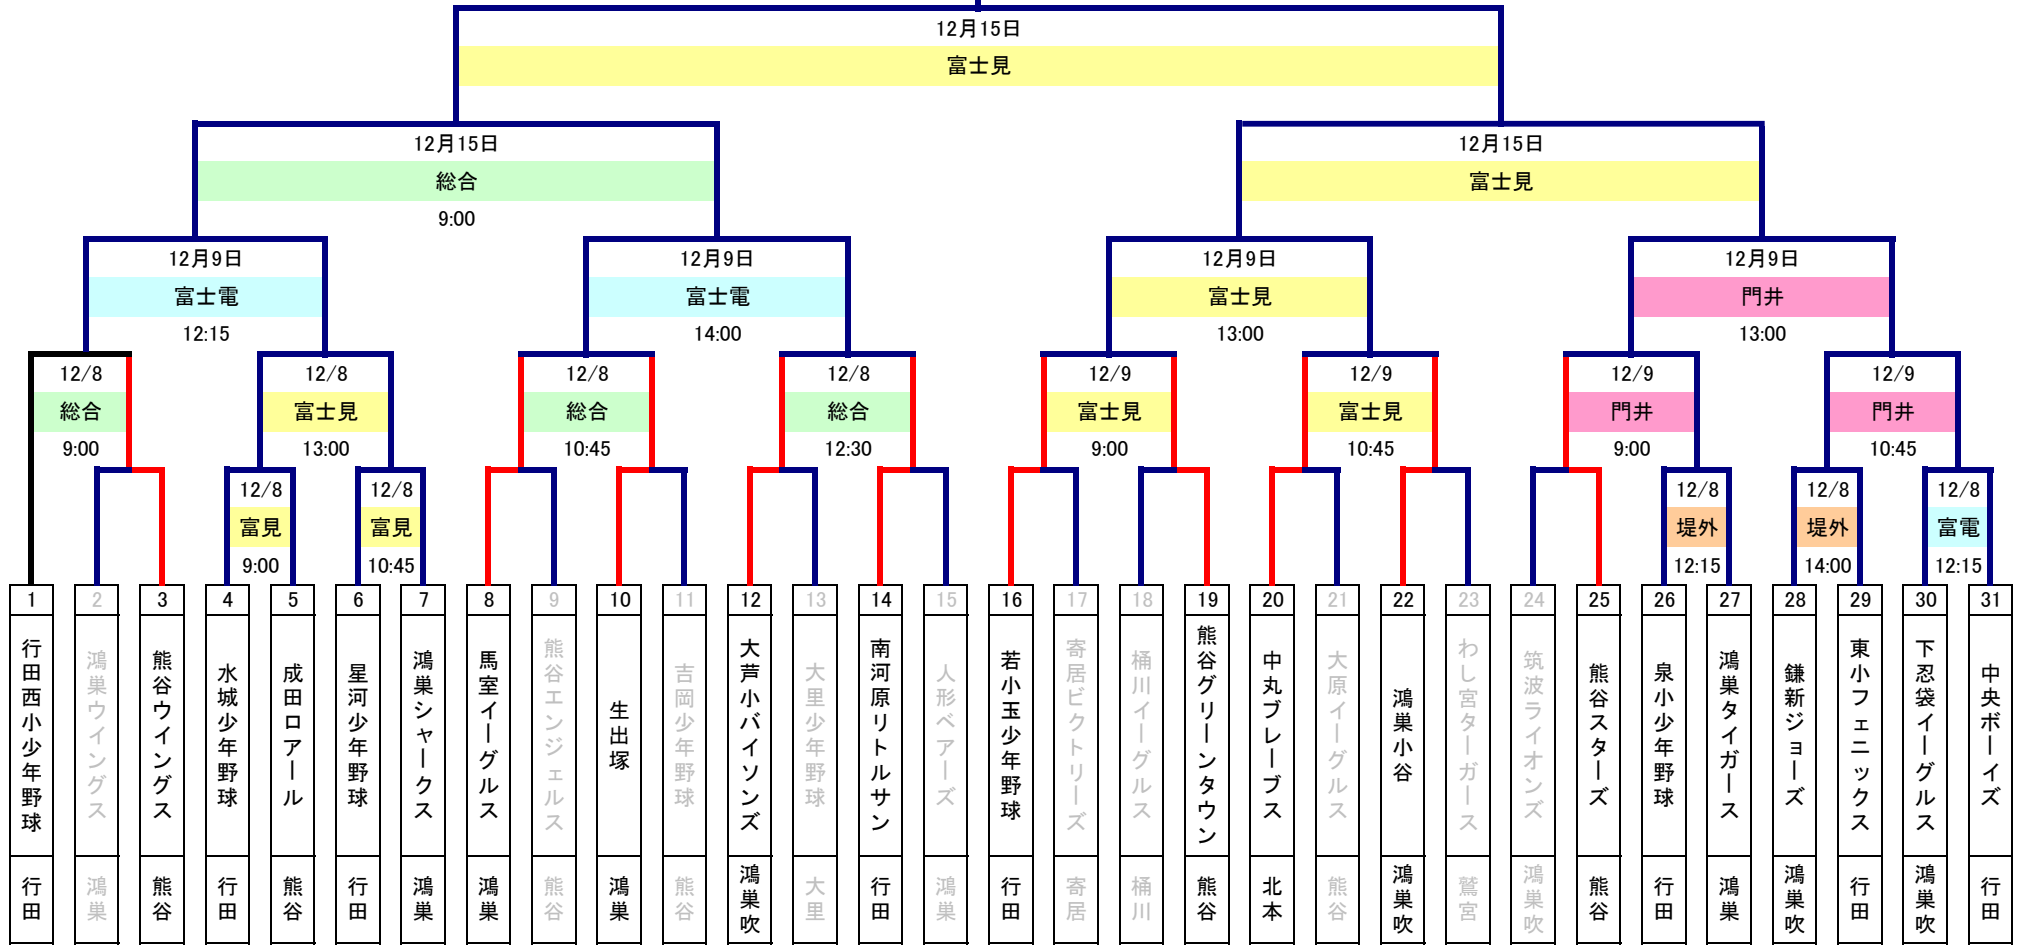 12月15日
富士見
12月15日
総合
9:00
12月15日
富士見
12月9日
富士電
12:15
12月9日
富士電
14:00
12月9日
富士見
13:00
12月9日
門井
13:00
12/8
総合
9:00
12/8
富士見
13:00
12/8
総合
10:45
12/8
総合
12:30
12/9
富士見
9:00
12/9
富士見
10:45
12/9
門井
9:00
12/9
門井
10:45
12/8
富見
9:00
12/8
富見
10:45
12/8
堤外
12:15
12/8
堤外
14:00
12/8
富電
12:15
1
行田西小少年野球
行田
2
鴻巣ウイングス
鴻巣
3
熊谷ウイングス
熊谷
4
水城少年野球
行田
5
成田ロアール
熊谷
6
星河少年野球
行田
7
鴻巣シャークス
鴻巣
8
馬室イーグルス
鴻巣
9
熊谷エンジェルス
熊谷
10
生出塚
鴻巣
11
吉岡少年野球
熊谷
12
大芦小バイソンズ
鴻巣吹
13
大里少年野球
大里
14
南河原リトルサン
行田
15
人形ベアーズ
鴻巣
16
若小玉少年野球
行田
17
寄居ビクトリーズ
寄居
18
桶川イーグルス
桶川
19
熊谷グリーンタウン
熊谷
20
中丸ブレーブス
北本
21
大原イーグルス
熊谷
22
鴻巣小谷
鴻巣吹
23
わし宮ターガース
鷲宮
24
筑波ライオンズ
鴻巣吹
25
熊谷スターズ
熊谷
26
泉小少年野球
行田
27
鴻巣タイガース
鴻巣
28
鎌新ジョーズ
鴻巣吹
29
東小フェニックス
行田
30
下忍袋イーグルス
鴻巣吹
31
中央ボーイズ
行田